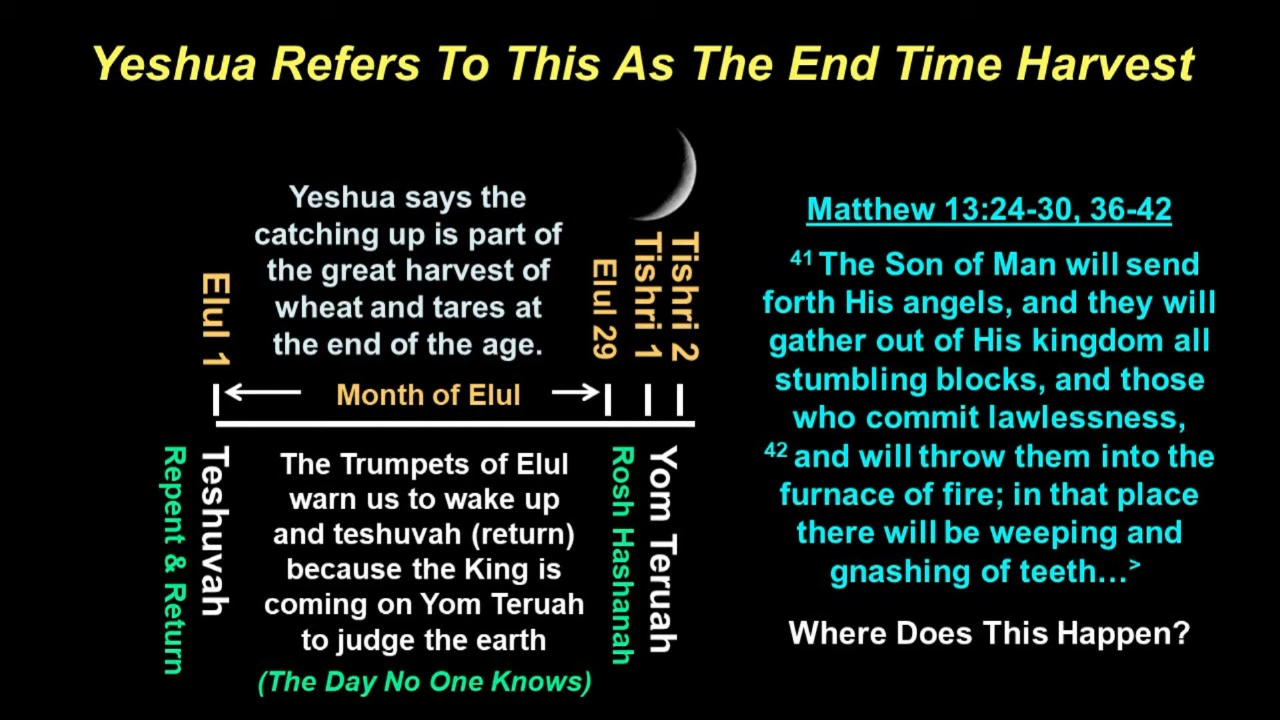 Yeshua Refers To This As The End Time Harvest
Yeshua says the
catching up is part of
the great harvest of
wheat and tares at
the end of the age.
Elul 1
Elul 29
Tishri 1
Tishri 2
Month of Elul
Repent & Return
Teshuvah
The Trumpets of Elul
warn us to wake up
and teshuvah (return)
because the King is
coming on Yom Teruah
to judge the earth
(The Day No One Knows)
Rosh Hashanah
Yom Teruah
Matthew 13:24-30, 36-42
41 The Son of Man will send
forth His angels, and they will
gather out of His kingdom all
stumbling blocks, and those
who commit lawlessness,
42 and will throw them into the
furnace of fire; in that place
there will be weeping and
gnashing of teeth…>
Where Does This Happen?